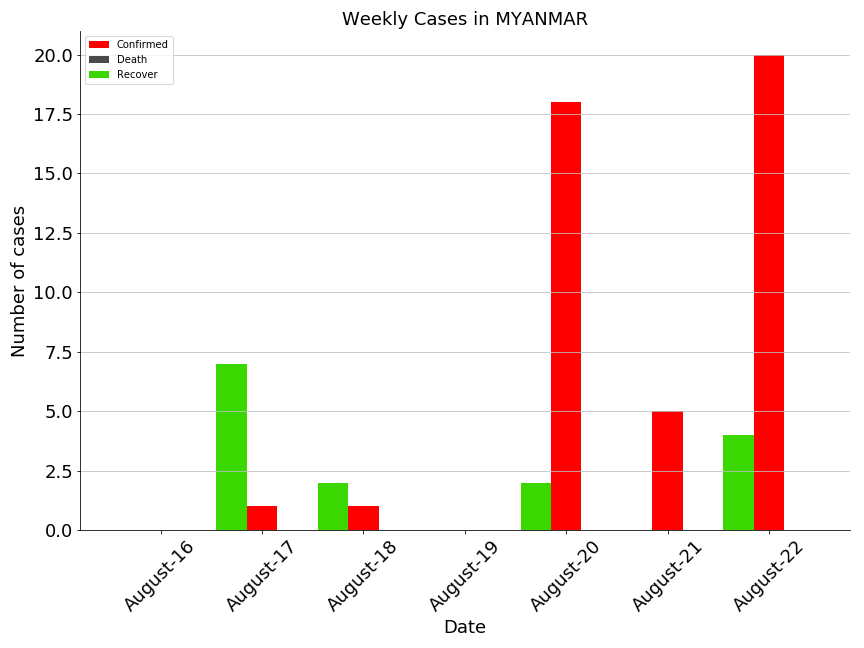 Weekly Cases in MYANMAR
Confirmed
Death
Recover
Number of cases
20.0
17.5
15.0
12.5
10.0
7.5
5.0
2.5
0.0
August-16
August-17
August-18
August-19
August-20
August-21
August-22
Date